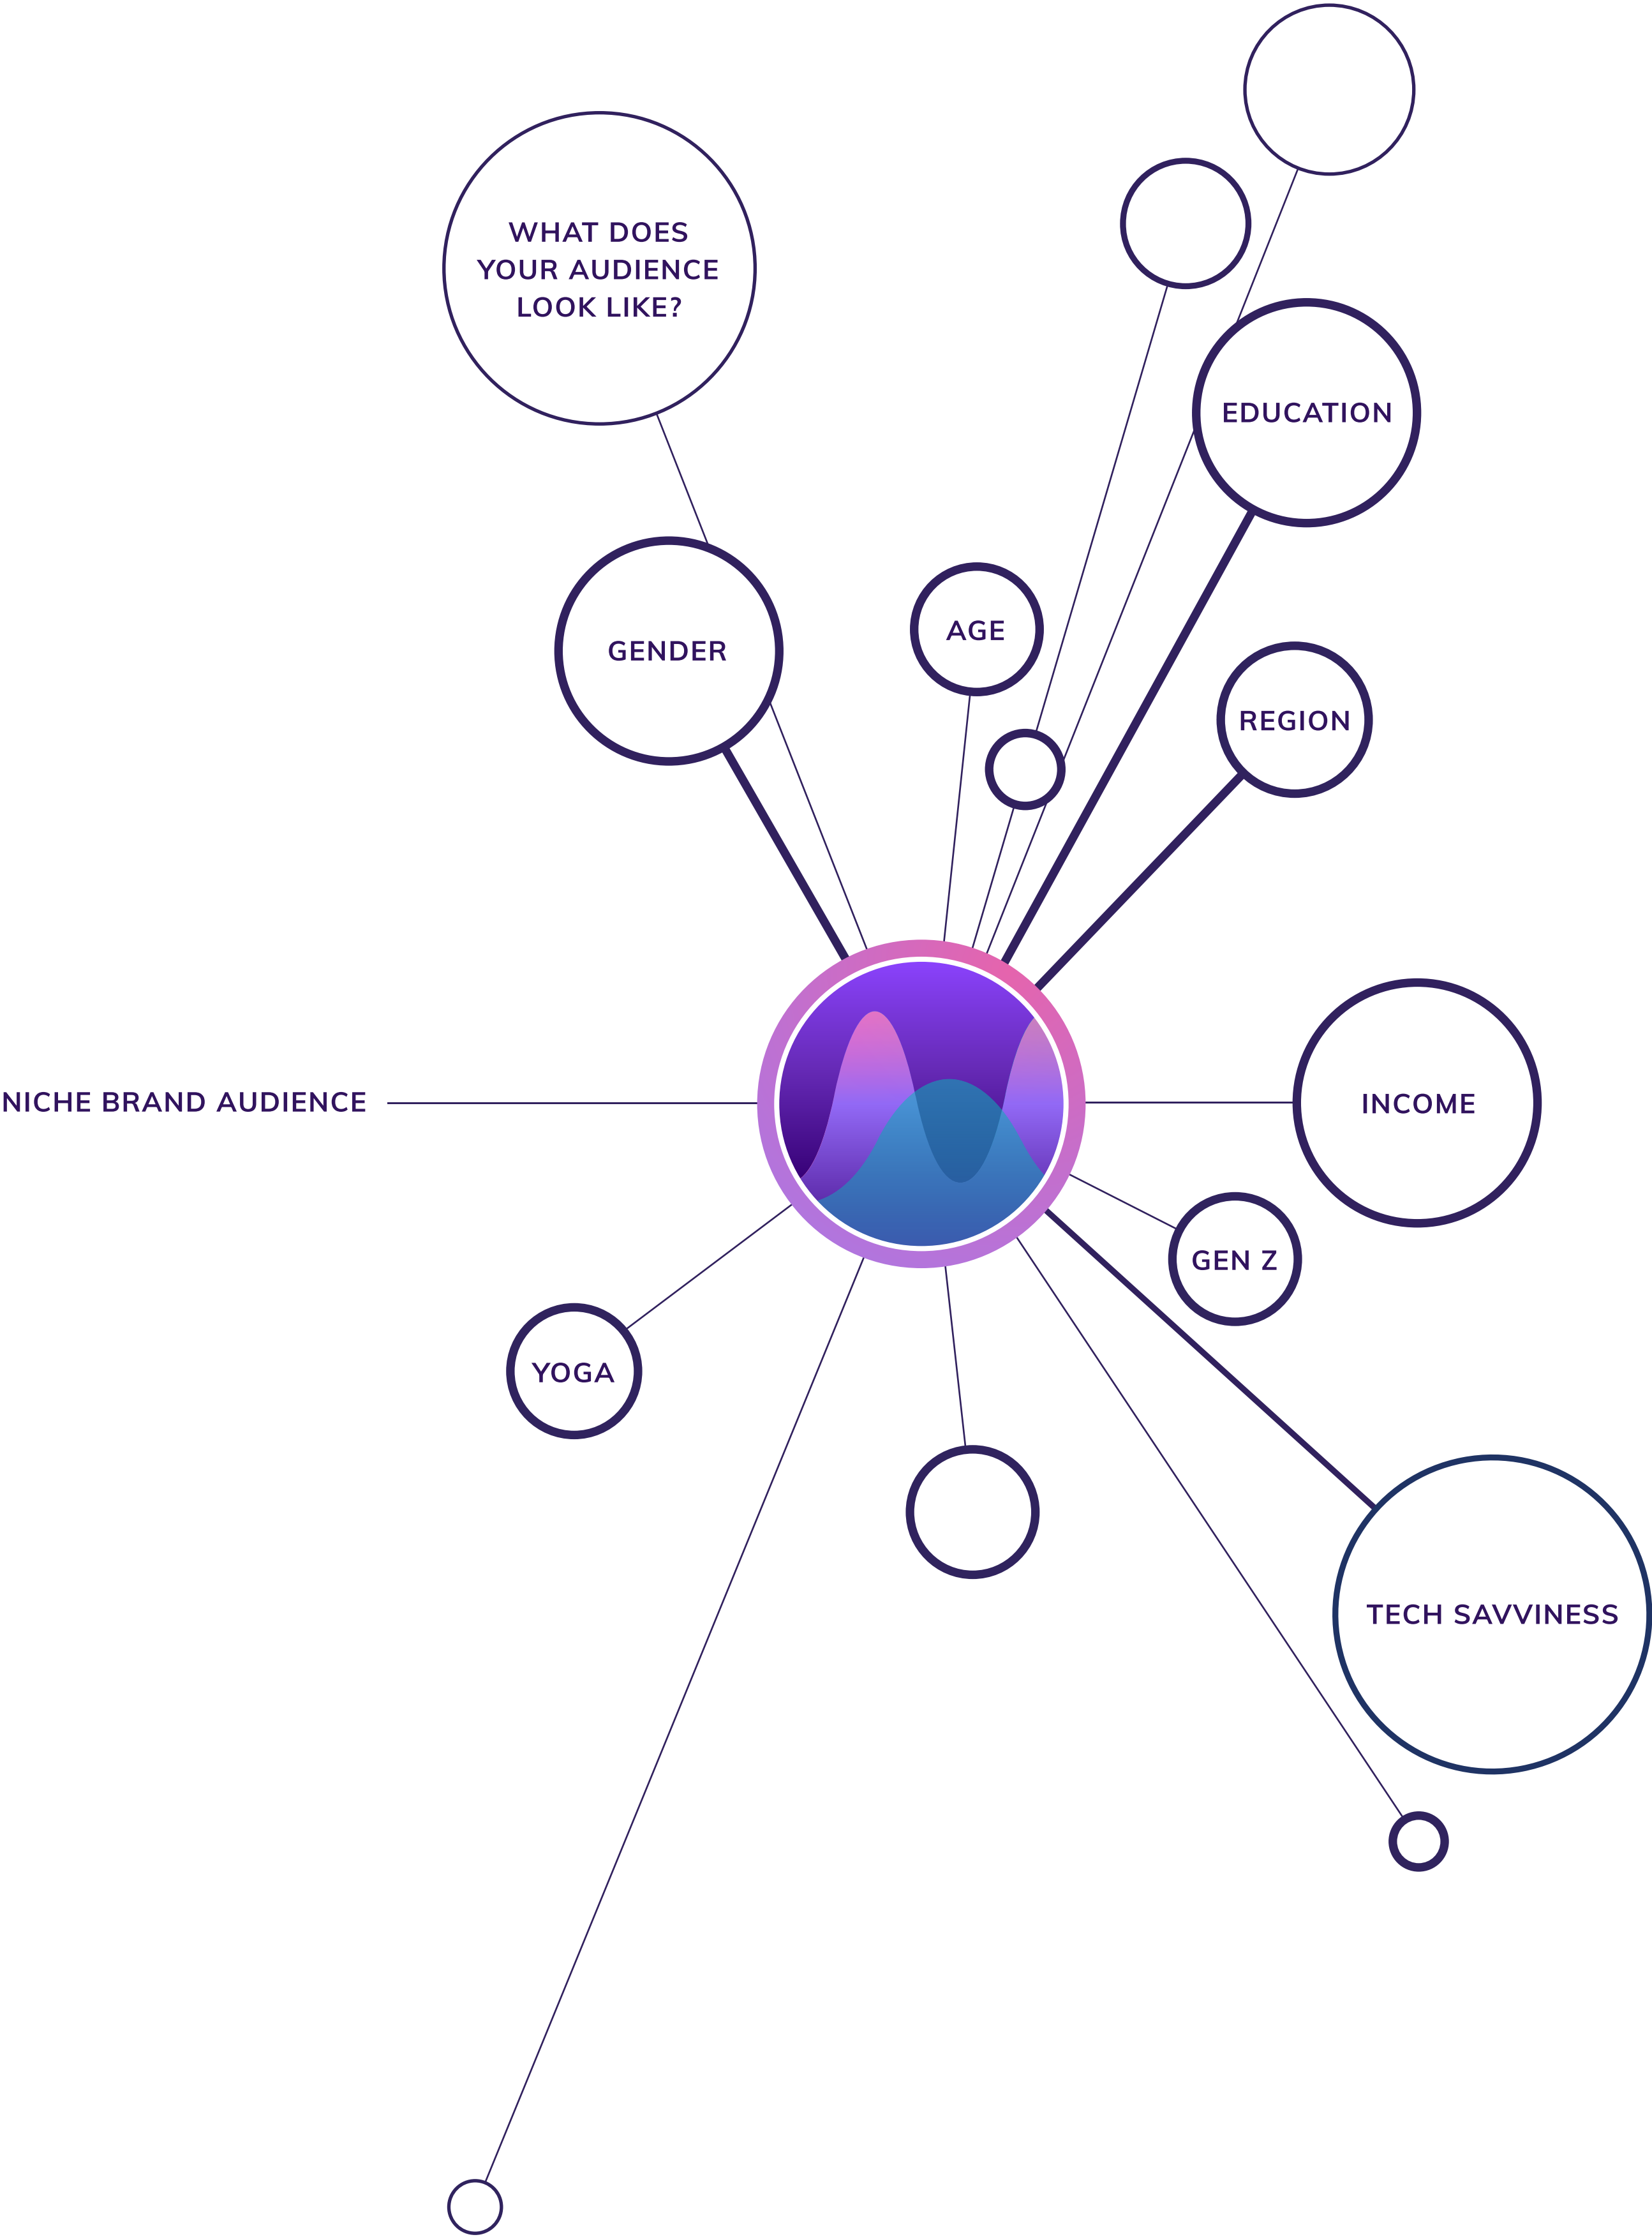 WHAT DOES
YOUR AUDIENCE
LOOK LIKE?
EDUCATION
GENDER
AGE
REGION
NICHE BRAND AUDIENCE
INCOME
GEN Z
YOGA
TECH SAVVINESS